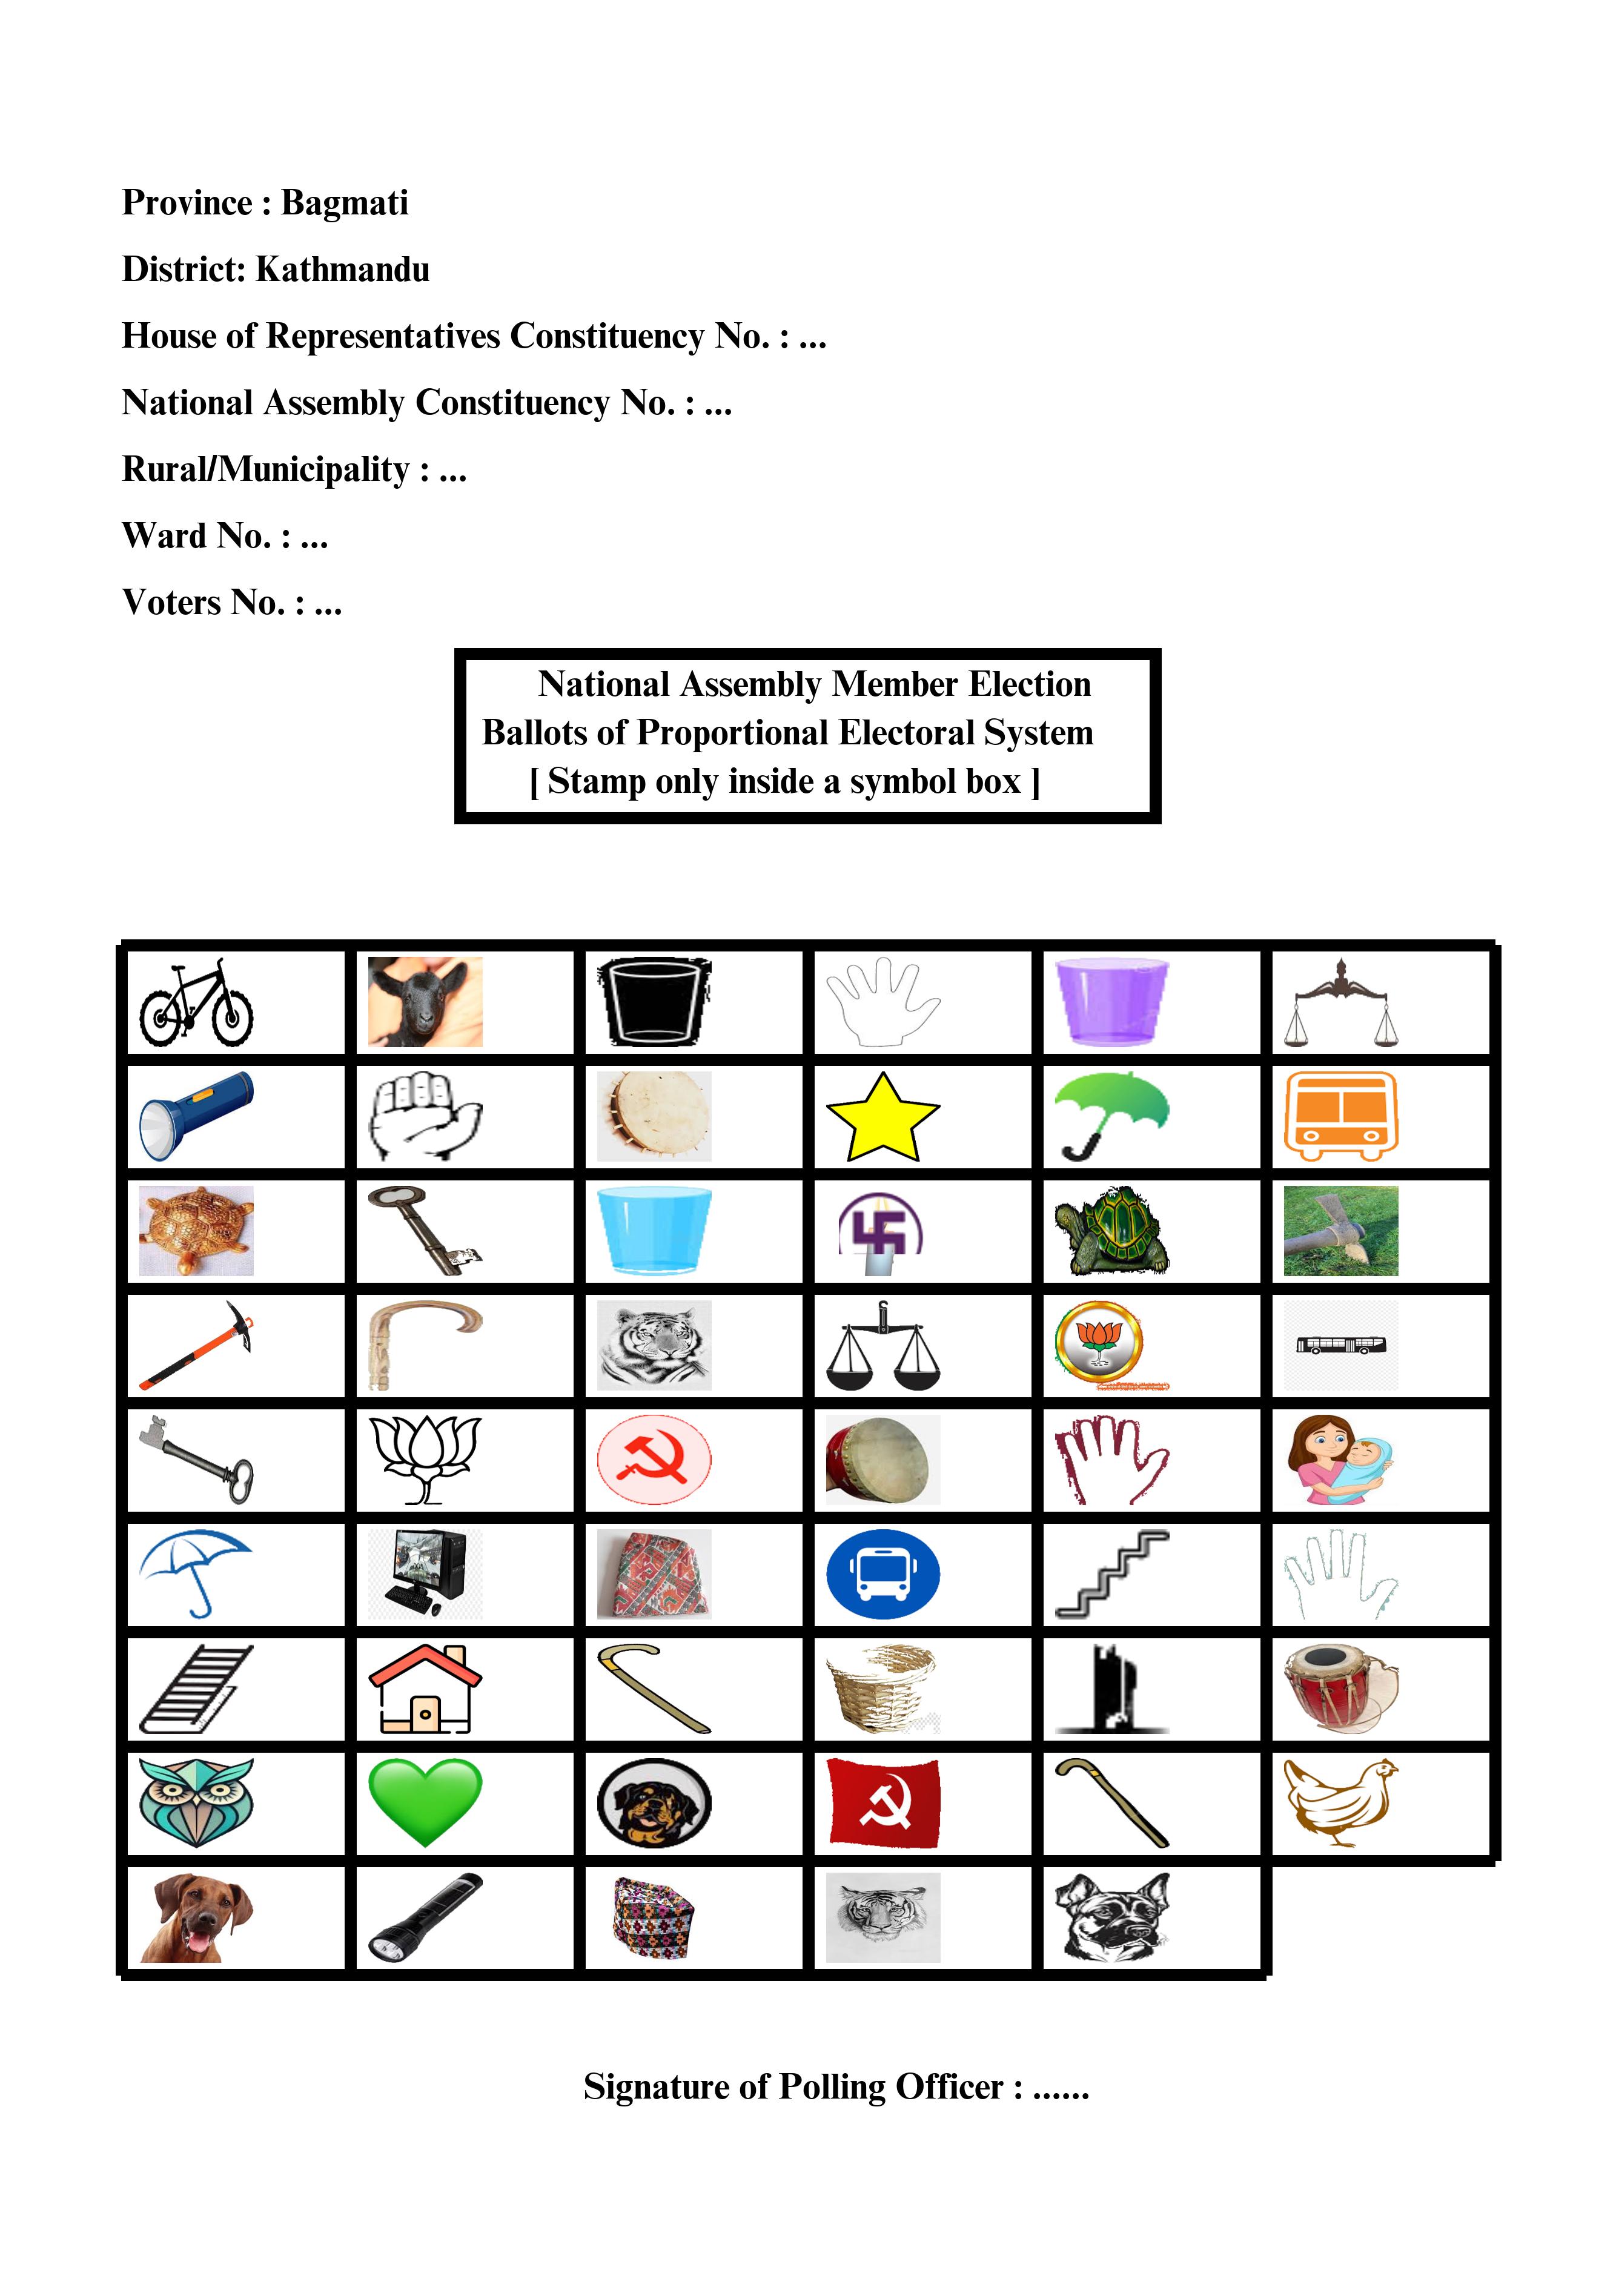 Province : Bagmati
District: Kathmandu
House of Representatives Constituency No. : ...
National Assembly Constituency No. : ...
Rural/Municipality : ...
Ward No. : ...
Voters No. : ...
National Assembly Member Election
Ballots of Proportional Electoral System
[ Stamp only inside a symbol box ]
Signature of Polling Officer : ......